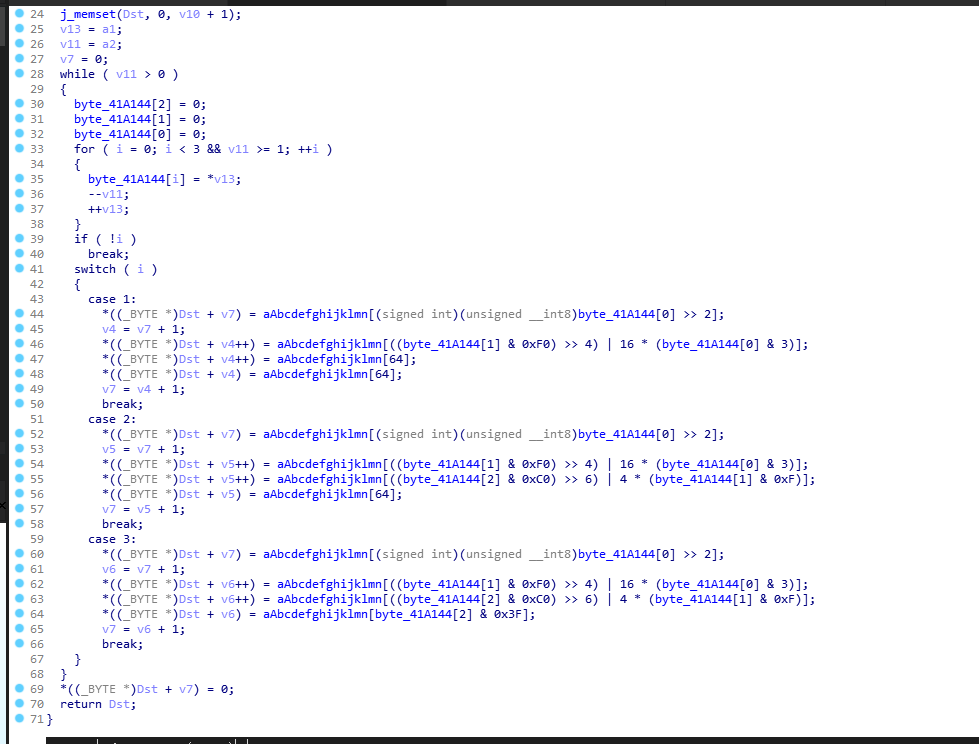 24 j_memset(Dst, 0, v10 + 1);
25 v13 = a1;
26 v11 = a2;
27 v7 = 0;
28 while ( v11 > 0 )
29 {
30 byte_41A144[2] = 0;
31 byte_41A144[1] = 0;
32 byte_41A144[0] = 0;
33 for ( i = 0; i < 3 && v11 >= 1; ++i )
34 {
35 byte_41A144[i] = *v13;
36 --v11;
37 ++v13;
38 }
39 if ( !i )
40 break;
41 switch ( i )
42 {
43 case 1:
44 *((_BYTE *)Dst + v7) = aAbcdefghijklmn[(signed int)(unsigned __int8)byte_41A144[0] >> 2];
45 v4 = v7 + 1;
46 *((_BYTE *)Dst + v4++) = aAbcdefghijklmn[((byte_41A144[1] & 0xF0) >> 4) | 16 * (byte_41A144[0] & 3)];
47 *((_BYTE *)Dst + v4++) = aAbcdefghijklmn[64];
48 *((_BYTE *)Dst + v4) = aAbcdefghijklmn[64];
49 v7 = v4 + 1;
50 break;
51 case 2:
52 *((_BYTE *)Dst + v7) = aAbcdefghijklmn[(signed int)(unsigned __int8)byte_41A144[0] >> 2];
53 v5 = v7 + 1;
54 *((_BYTE *)Dst + v5++) = aAbcdefghijklmn[((byte_41A144[1] & 0xF0) >> 4) | 16 * (byte_41A144[0] & 3)];
55 *((_BYTE *)Dst + v5++) = aAbcdefghijklmn[((byte_41A144[2] & 0xC0) >> 6) | 4 * (byte_41A144[1] & 0xF)];
56 *((_BYTE *)Dst + v5) = aAbcdefghijklmn[64];
57 v7 = v5 + 1;
58 break;
59 case 3:
60 *((_BYTE *)Dst + v7) = aAbcdefghijklmn[(signed int)(unsigned __int8)byte_41A144[0] >> 2];
61 v6 = v7 + 1;
62 *((_BYTE *)Dst + v6++) = aAbcdefghijklmn[((byte_41A144[1] & 0xF0) >> 4) | 16 * (byte_41A144[0] & 3)];
63 *((_BYTE *)Dst + v6++) = aAbcdefghijklmn[((byte_41A144[2] & 0xC0) >> 6) | 4 * (byte_41A144[1] & 0xF)];
64 *((_BYTE *)Dst + v6) = aAbcdefghijklmn[byte_41A144[2] & 0x3F];
65 v7 = v6 + 1;
66 break;
67 }
68 }
69 *((_BYTE *)Dst + v7) = 0;
70 return Dst;
71 }